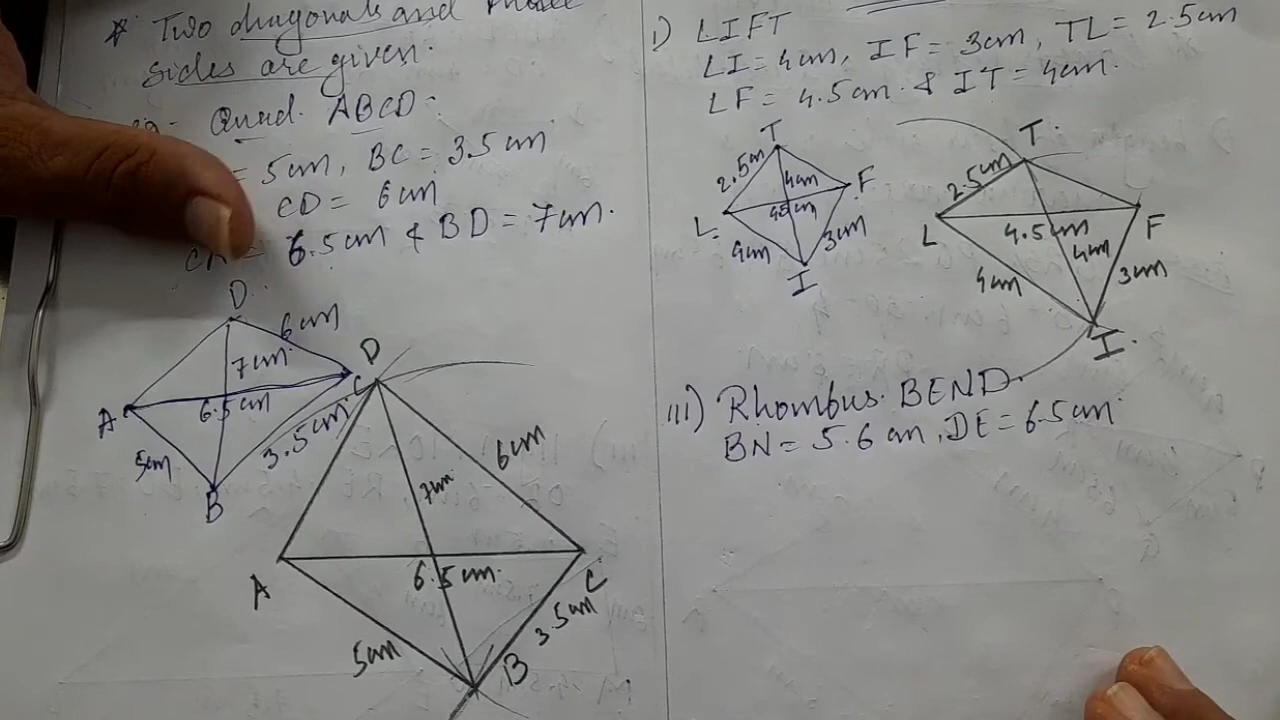 * Two diagonals and three
sides are given.
Quad. ABCD:
= 5cm, BC = 3.5cm
CD = 6cm
= 6.5cm & BD = 7cm.
D
6cm
7cm
A
6.5cm
C
5cm
B
D
3.5cm
6cm
7cm
A
6.5cm
C
5cm
B
3.5cm
i) LIFT
LI = 4cm, IF = 3cm, TL = 2.5cm
LF = 4.5cm & IT = 4cm.
T
2.5cm
4cm
F
L
4.5cm
4cm
3cm
I
T
2.5cm
L
4.5cm
F
4cm
4cm
3cm
I
iii) Rhombus BEND
BN = 5.6cm, DE = 6.5cm